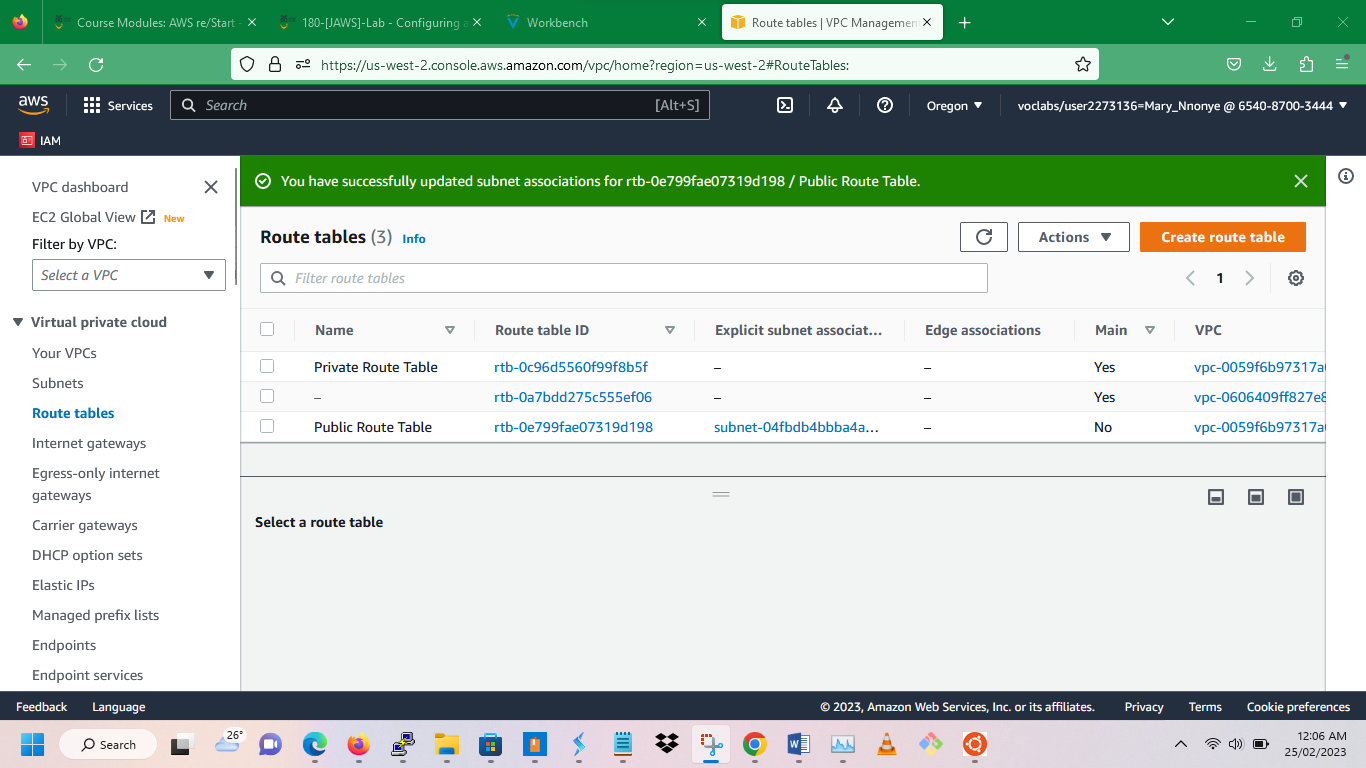 Course Modules: AWS re/Start -
180-[JAWS]-Lab - Configuring a
Workbench
Route tables | VPC Management
https://us-west-2.console.aws.amazon.com/vpc/home?region=us-west-2#RouteTables:
aws
Services
Search
[Alt+S]
Oregon
voclabs/user2273136=Mary_Nnonye @ 6540-8700-3444
IAM
VPC dashboard
EC2 Global View New
Filter by VPC:
Select a VPC
Virtual private cloud
Your VPCs
Subnets
Route tables
Internet gateways
Egress-only internet
gateways
Carrier gateways
DHCP option sets
Elastic IPs
Managed prefix lists
Endpoints
Endpoint services
You have successfully updated subnet associations for rtb-0e799fae07319d198 / Public Route Table.
Route tables (3) Info
Actions
Create route table
Filter route tables
1
Name Route table ID Explicit subnet associat... Edge associations Main VPC
Private Route Table rtb-0c96d5560f99f8b5f – – Yes vpc-0059f6b97317a
– rtb-0a7bdd275c555ef06 – – Yes vpc-0606409ff827e8
Public Route Table rtb-0e799fae07319d198 subnet-04fbdb4bbba4a... – No vpc-0059f6b97317a
Select a route table
Feedback Language © 2023, Amazon Web Services, Inc. or its affiliates. Privacy Terms Cookie preferences
Search
26°
12:06 AM
25/02/2023